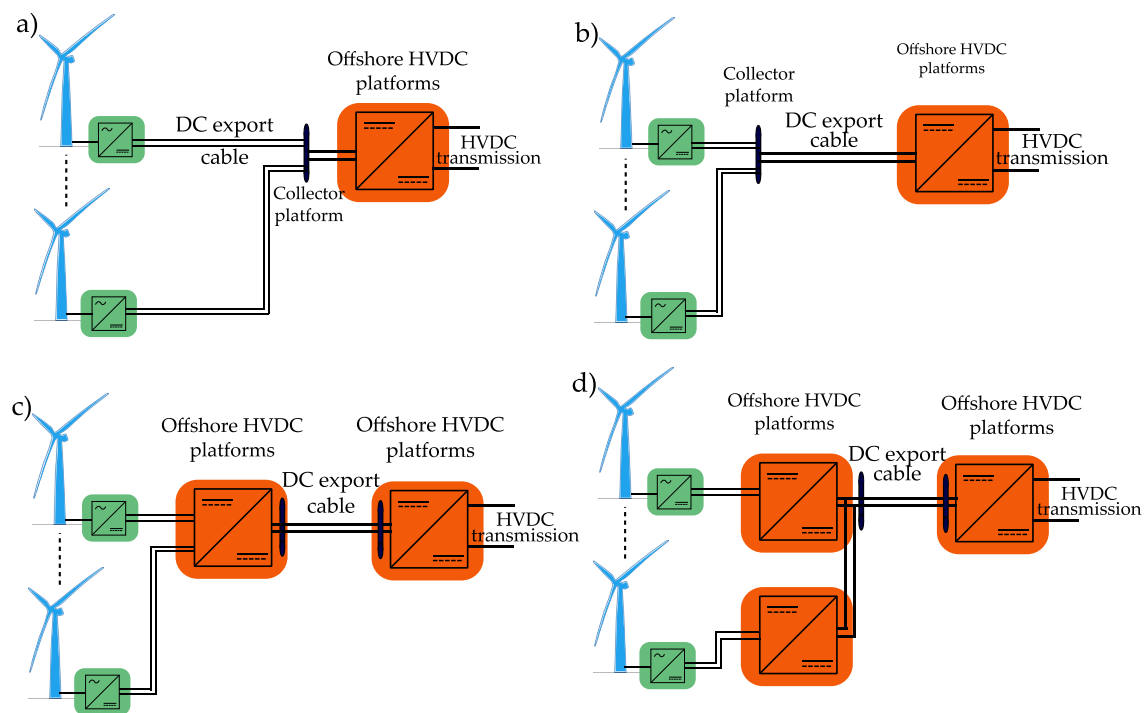 a)
Offshore HVDC
platforms
DC export
cable
HVDC
transmission
Collector
platform
b)
Offshore HVDC
platforms
Collector
platform
DC export
cable
HVDC
transmission
c)
Offshore HVDC
platforms
Offshore HVDC
platforms
DC export
cable
HVDC
transmission
d)
Offshore HVDC
platforms
Offshore HVDC
platforms
DC export
cable
HVDC
transmission